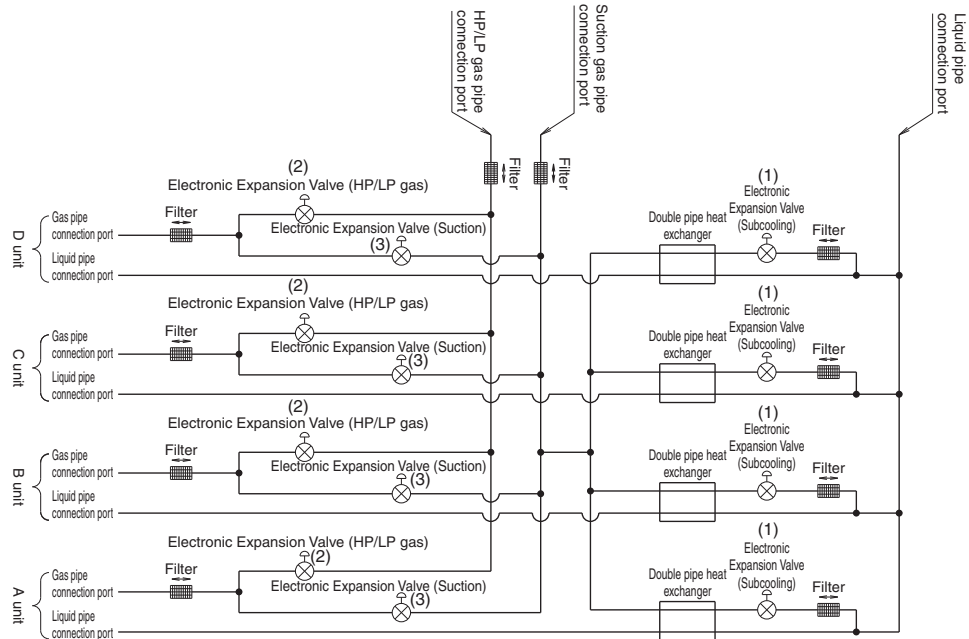 HP/LP gas pipe
connection port
Suction gas pipe
connection port
Liquid pipe
connection port
Filter
Filter
(2)
Electronic Expansion Valve (HP/LP gas)
Filter
Gas pipe
connection port
Electronic Expansion Valve (Suction)
(3)
Liquid pipe
connection port
D unit
(1)
Electronic
Expansion Valve
(Subcooling)
Double pipe heat
exchanger
Filter
(2)
Electronic Expansion Valve (HP/LP gas)
Filter
Gas pipe
connection port
Electronic Expansion Valve (Suction)
(3)
Liquid pipe
connection port
C unit
(1)
Electronic
Expansion Valve
(Subcooling)
Double pipe heat
exchanger
Filter
(2)
Electronic Expansion Valve (HP/LP gas)
Filter
Gas pipe
connection port
Electronic Expansion Valve (Suction)
(3)
Liquid pipe
connection port
B unit
(1)
Electronic
Expansion Valve
(Subcooling)
Double pipe heat
exchanger
Filter
Electronic Expansion Valve (HP/LP gas)
(2)
Filter
Gas pipe
connection port
Electronic Expansion Valve (Suction)
(3)
Liquid pipe
connection port
A unit
(1)
Electronic
Expansion Valve
(Subcooling)
Double pipe heat
exchanger
Filter